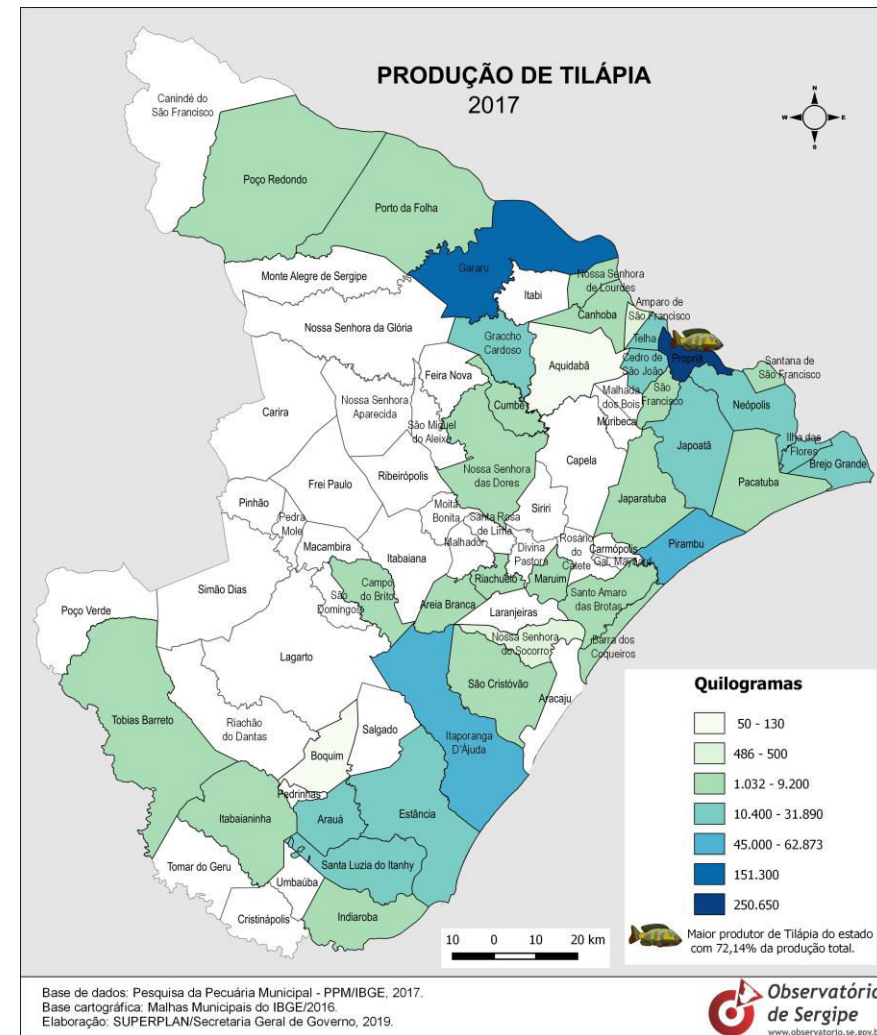 PRODUÇÃO DE TILÁPIA
2017
N
W
E
S
Canindé do
São Francisco
Poço Redondo
Porto da Folha
Gararu
Monte Alegre de Sergipe
Itabi
Nossa Senhora
de Lourdes
Amparo de
São Francisco
Canhoba
Nossa Senhora da Glória
Graccho
Cardoso
Telha
Propriá
Aquidabã
Cedro de
São João
Santana de
São Francisco
Feira Nova
Malhada
dos Bois
São
Francisco
Neópolis
Carira
Nossa Senhora
Aparecida
Cumbe
Muribeca
São Miguel
do Aleixo
Japoatã
Ilha das
Flores
Brejo Grande
Nossa Senhora
das Dores
Capela
Ribeirópolis
Frei Paulo
Japaratuba
Pacatuba
Pinhão
Siriri
Moita
Bonita
Santa Rosa
de Lima
Pedra
Mole
Malhador
Divina
Pastora
Rosário
do
Catete
Carmópolis
Gal. Maynard
Pirambu
Macambira
Itabaiana
Simão Dias
São
Domingos
Campo
do Brito
Riachuelo
Maruim
Santo Amaro
das Brotas
Areia Branca
Laranjeiras
Poço Verde
Nossa Senhora
do Socorro
Barra dos
Coqueiros
Lagarto
São Cristóvão
Aracaju
Tobias Barreto
Riachão
do Dantas
Salgado
Itaporanga
D'Ájuda
Boquim
Pedrinhas
Itabaianinha
Arauá
Estância
Santa Luzia do Itanhy
Tomar do Geru
Umbaúba
Cristinápolis
Indiaroba
Quilogramas
50 - 130
486 - 500
1.032 - 9.200
10.400 - 31.890
45.000 - 62.873
151.300
250.650
Maior produtor de Tilápia do estado
com 72,14% da produção total.
10 0 10 20 km
Base de dados: Pesquisa da Pecuária Municipal - PPM/IBGE, 2017.
Base cartográfica: Malhas Municipais do IBGE/2016.
Elaboração: SUPERPLAN/Secretaria Geral de Governo, 2019.
Observatório
de Sergipe
www.observatorio.se.gov.b